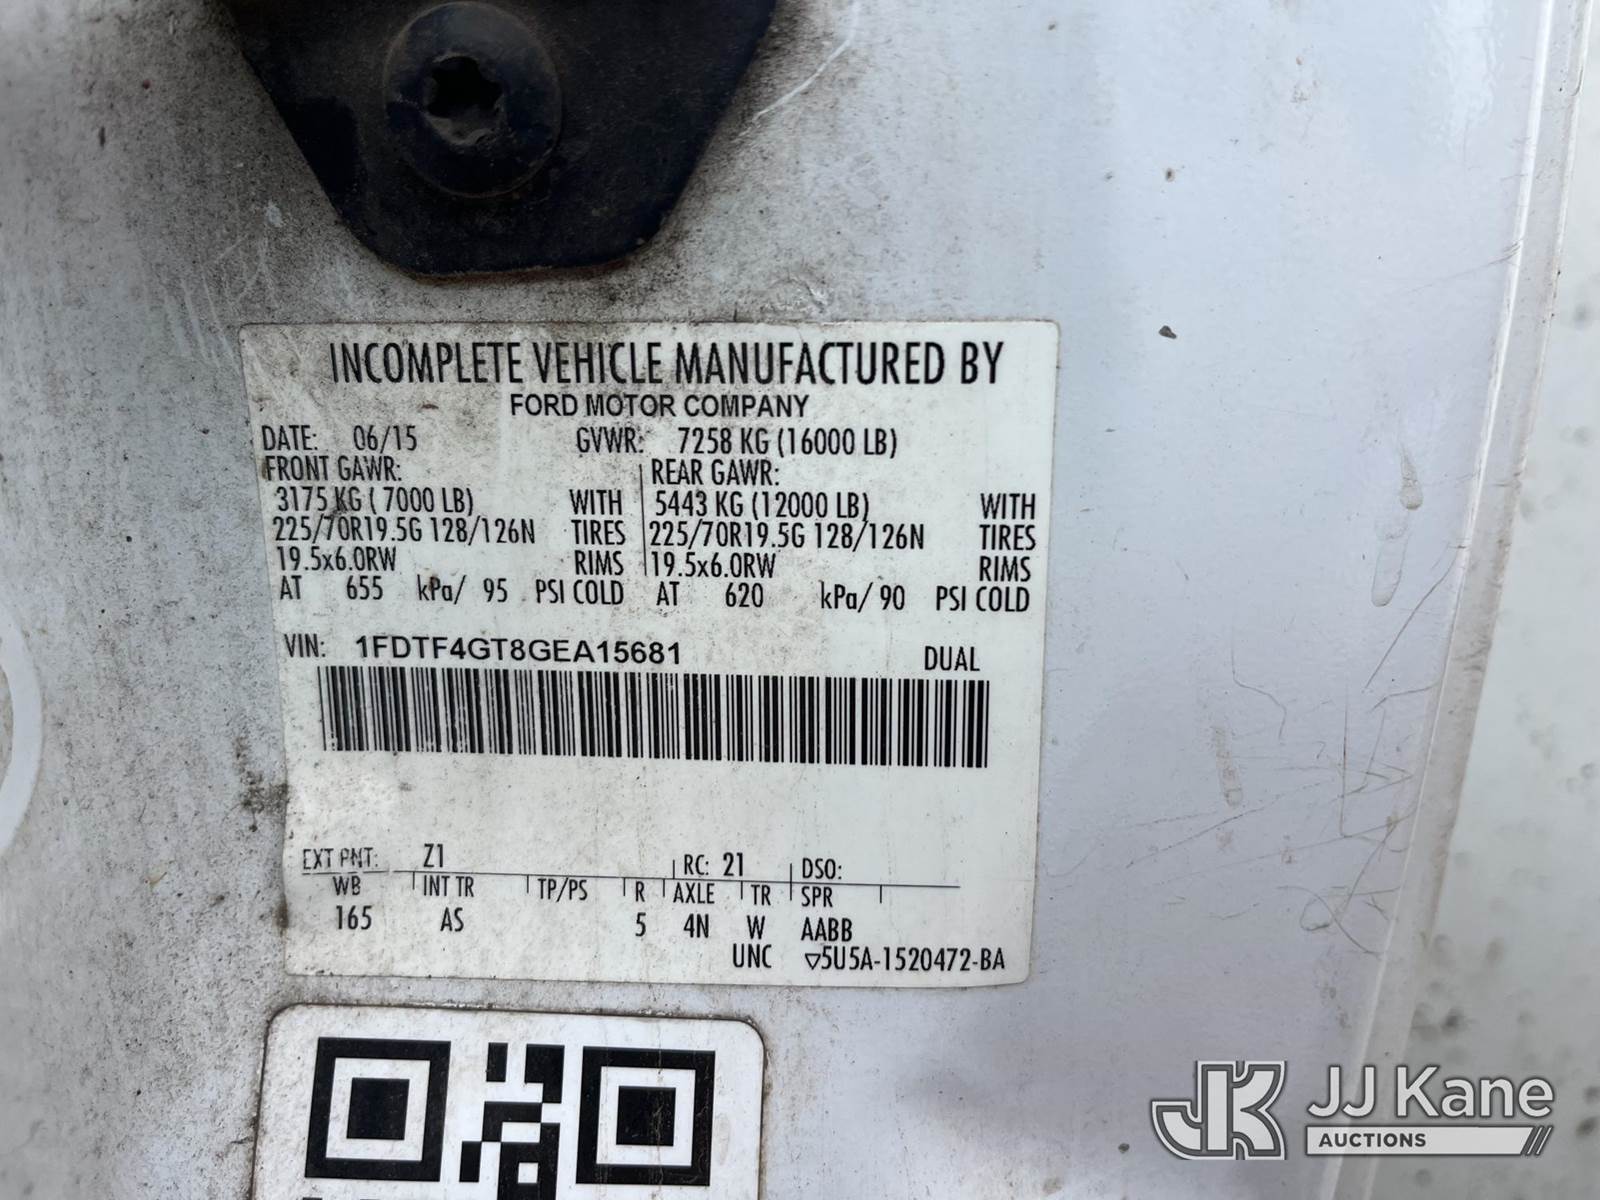 INCOMPLETE VEHICLE MANUFACTURED BY
FORD MOTOR COMPANY
DATE: 06/15 GVWR: 7258 KG (16000 LB)
FRONT GAWR: REAR GAWR:
3175 KG ( 7000 LB) WITH 5443 KG (12000 LB) WITH
225/70R19.5G 128/126N TIRES 225/70R19.5G 128/126N TIRES
19.5x6.0RW RIMS 19.5x6.0RW RIMS
AT 655 kPa/ 95 PSI COLD AT 620 kPa/ 90 PSI COLD
VIN: 1FDTF4GT8GEA15681 DUAL
EXT PNT: Z1 RC: 21 DSO:
WB INT TR TP/PS R AXLE TR SPR
165 AS 5 4N W AABB
UNC ▽5U5A-1520472-BA
JK JJ Kane
AUCTIONS